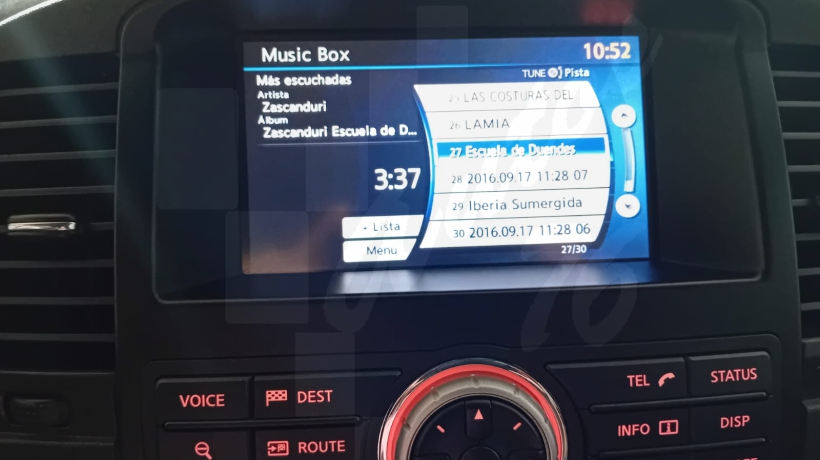 Music Box
10:52
TUNE Pista
Más escuchadas
Artista
Zascanduri
Álbum
Zascanduri Escuela de D...
3:37
25 LAS COSTURAS DEL
26 LAMIA
27 Escuela de Duendes
28 2016.09.17 11:28 07
29 Iberia Sumergida
30 2016.09.17 11:28 06
27/30
+ Lista
Menu
VOICE
DEST
ROUTE
TEL
STATUS
INFO
DISP